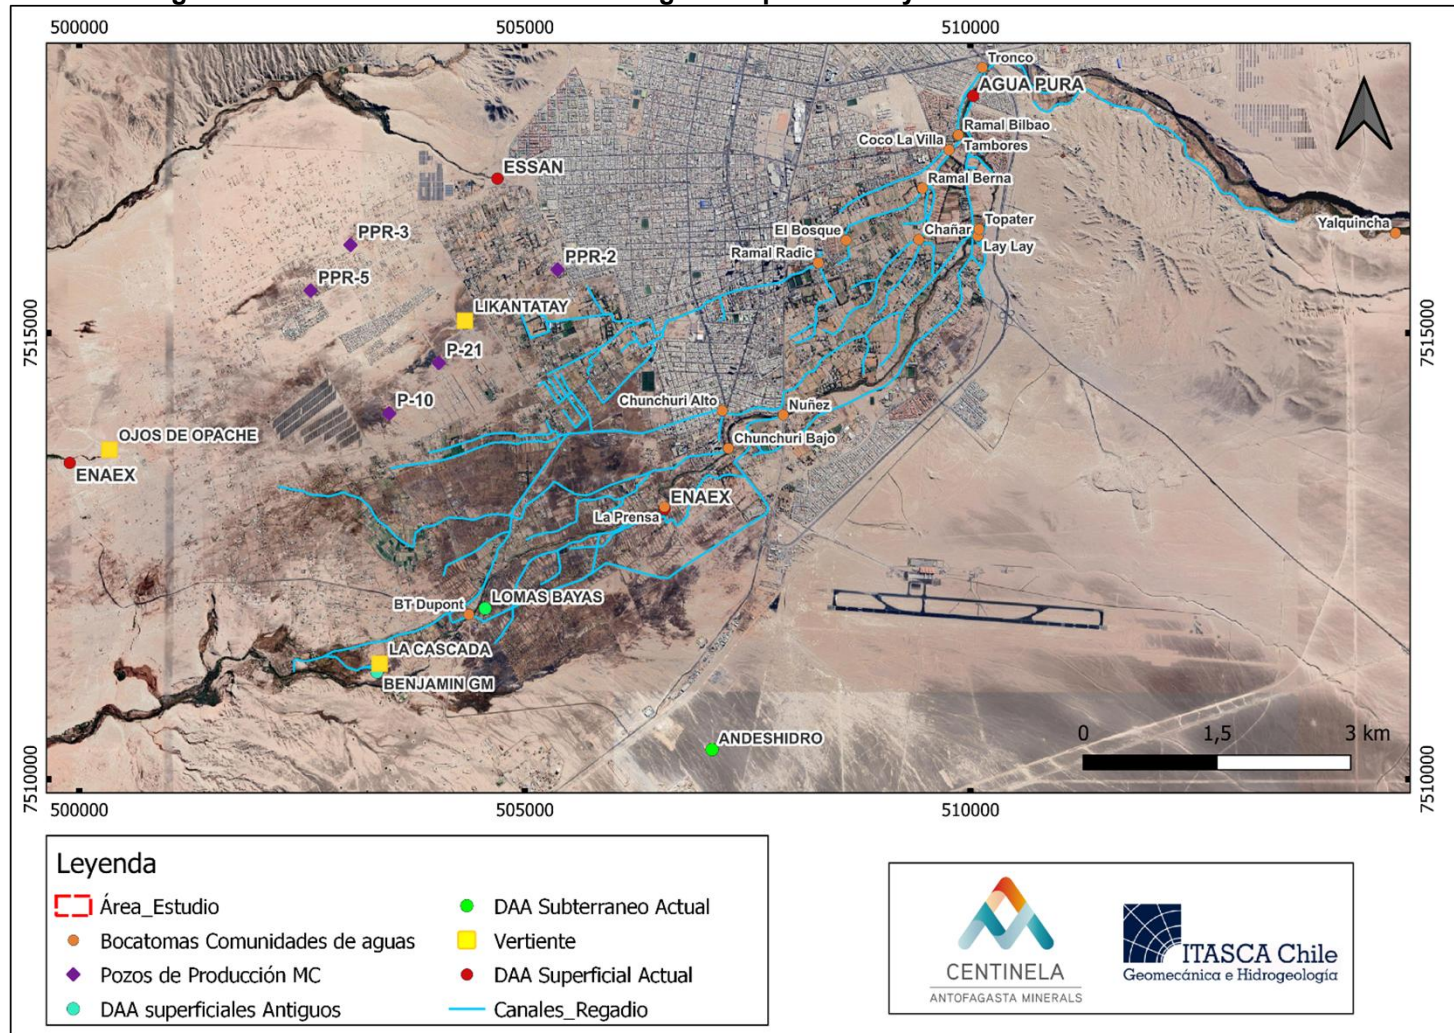 500000 505000 510000
Tronco
AGUA PURA
Ramal Bilbao
Coco La Villa
Tambores
ESSAN
Ramal Berna
Yalquincha
Topater
PPR-3
El Bosque
Chañar
Lay Lay
PPR-2
Ramal Radic
PPR-5
LIKANTATAY
7515000
7515000
P-21
P-10
Chunchuri Alto
Nuñez
OJOS DE OPACHE
Chunchuri Bajo
ENAEX
ENAEX
La Prensa
LOMAS BAYAS
BT Dupont
LA CASCADA
BENJAMIN GM
ANDESHIDRO
0 1,5 3 km
7510000
7510000
500000 505000 510000
Leyenda
Área_Estudio
Bocatomas Comunidades de aguas
Pozos de Producción MC
DAA superficiales Antiguos
DAA Subterraneo Actual
Vertiente
DAA Superficial Actual
Canales_Regadio
CENTINELA
ANTOFAGASTA MINERALS
ITASCA Chile
Geomecánica e Hidrogeología